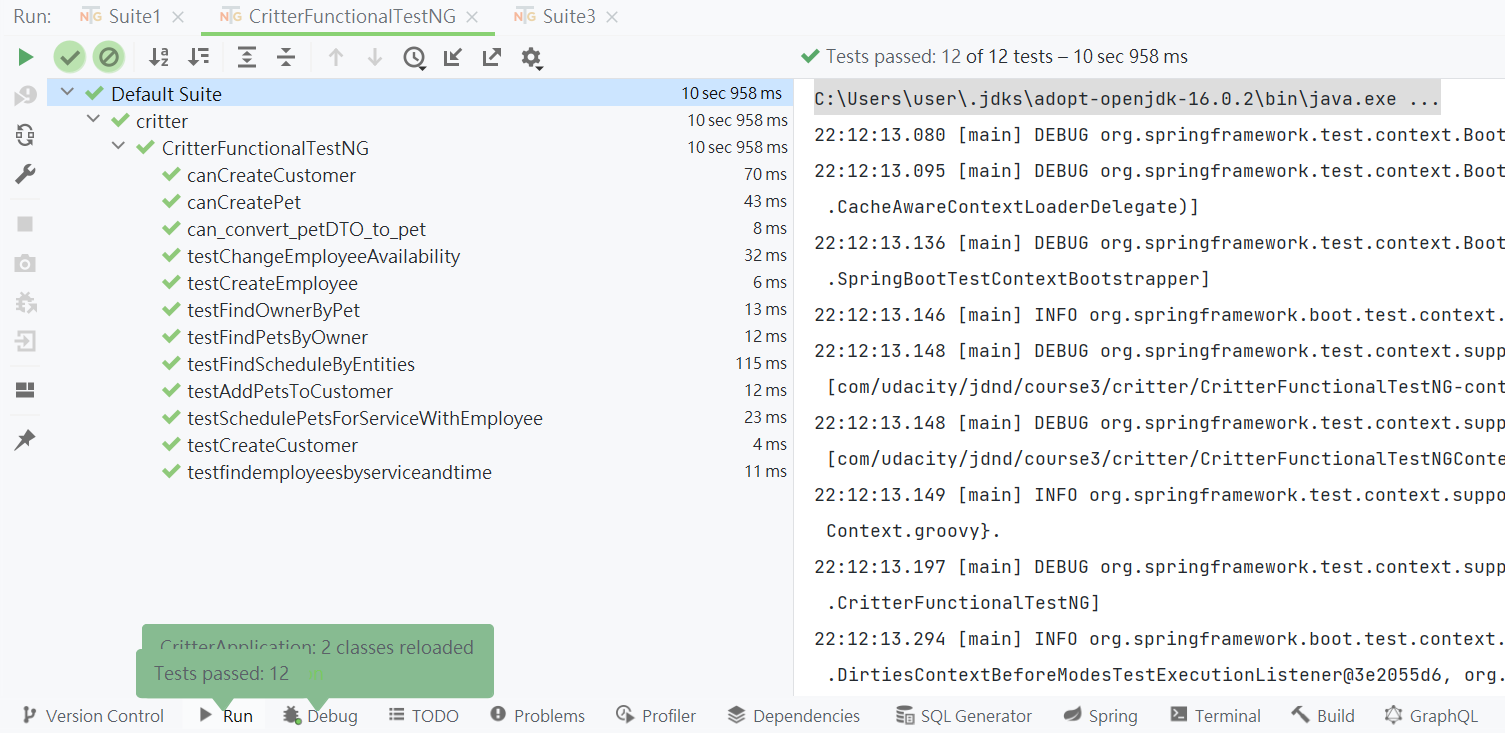 Run: NTG Suite1 NTG CritterFunctionalTestNG NTG Suite3
Tests passed: 12 of 12 tests – 10 sec 958 ms
Default Suite 10 sec 958 ms
critter 10 sec 958 ms
CritterFunctionalTestNG 10 sec 958 ms
canCreateCustomer 70 ms
canCreatePet 43 ms
can_convert_petDTO_to_pet 8 ms
testChangeEmployeeAvailability 32 ms
testCreateEmployee 6 ms
testFindOwnerByPet 13 ms
testFindPetsByOwner 12 ms
testFindScheduleByEntities 115 ms
testAddPetsToCustomer 12 ms
testSchedulePetsForServiceWithEmployee 23 ms
testCreateCustomer 4 ms
testfindemployeesbyserviceandtime 11 ms
C:\Users\user\.jdks\adopt-openjdk-16.0.2\bin\java.exe ...
22:12:13.080 [main] DEBUG org.springframework.test.context.Boot
22:12:13.095 [main] DEBUG org.springframework.test.context.Boot
.CacheAwareContextLoaderDelegate)]
22:12:13.136 [main] DEBUG org.springframework.test.context.Boot
.SpringBootTestContextBootstrapper]
22:12:13.146 [main] INFO org.springframework.boot.test.context.
22:12:13.148 [main] DEBUG org.springframework.test.context.supp
[com/udacity/jdnd/course3/critter/CritterFunctionalTestNG-cont
22:12:13.148 [main] DEBUG org.springframework.test.context.supp
[com/udacity/jdnd/course3/critter/CritterFunctionalTestNGConte
22:12:13.149 [main] INFO org.springframework.test.context.suppo
Context.groovy}.
22:12:13.197 [main] DEBUG org.springframework.test.context.supp
.CritterFunctionalTestNG]
22:12:13.294 [main] INFO org.springframework.boot.test.context.
.DirtiesContextBeforeModesTestExecutionListener@3e2055d6, org.
CritterApplication: 2 classes reloaded
Tests passed: 12
Version Control Run Debug TODO Problems Profiler Dependencies SQL Generator Spring Terminal Build GraphQL